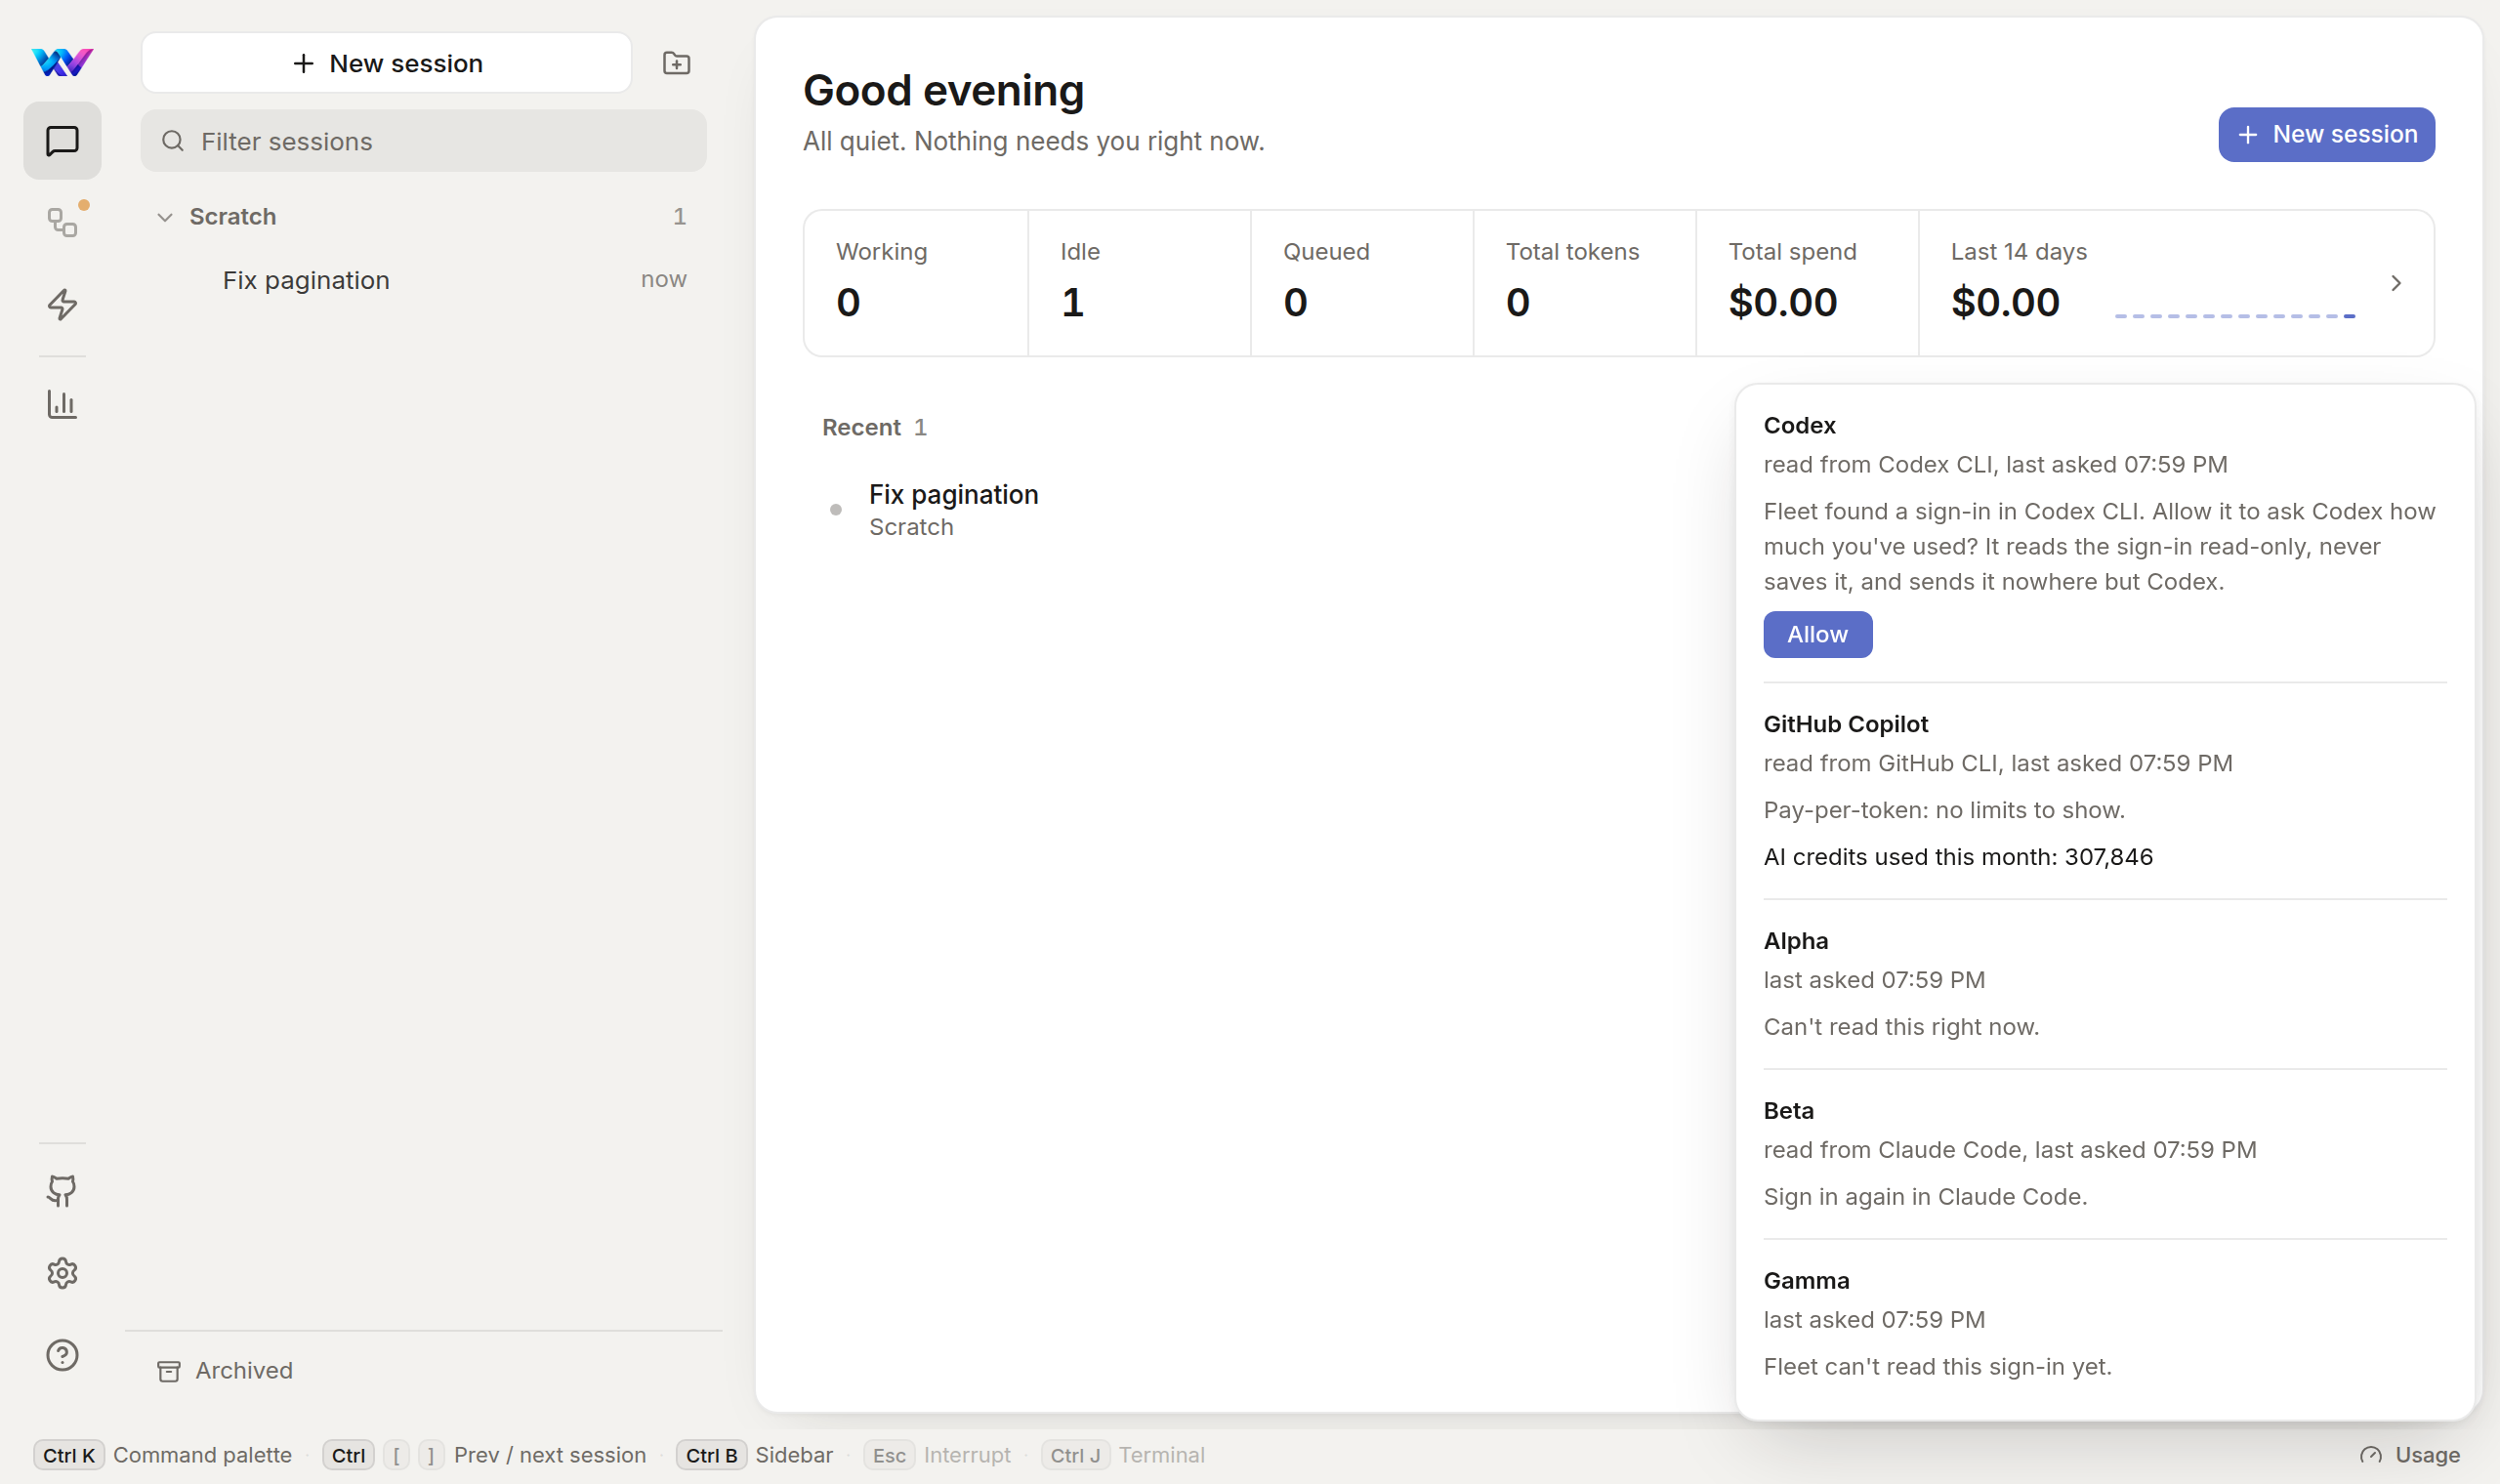 New session
Filter sessions
Scratch 1
Fix pagination now
Archived
Good evening
All quiet. Nothing needs you right now.
New session
Working
0
Idle
1
Queued
0
Total tokens
0
Total spend
$0.00
Last 14 days
$0.00
Recent 1
Fix pagination
Scratch
Codex
read from Codex CLI, last asked 07:59 PM
Fleet found a sign-in in Codex CLI. Allow it to ask Codex how
much you've used? It reads the sign-in read-only, never
saves it, and sends it nowhere but Codex.
Allow
GitHub Copilot
read from GitHub CLI, last asked 07:59 PM
Pay-per-token: no limits to show.
AI credits used this month: 307,846
Alpha
last asked 07:59 PM
Can't read this right now.
Beta
read from Claude Code, last asked 07:59 PM
Sign in again in Claude Code.
Gamma
last asked 07:59 PM
Fleet can't read this sign-in yet.
Ctrl K Command palette · Ctrl [ ] Prev / next session · Ctrl B Sidebar · Esc Interrupt · Ctrl J Terminal
Usage